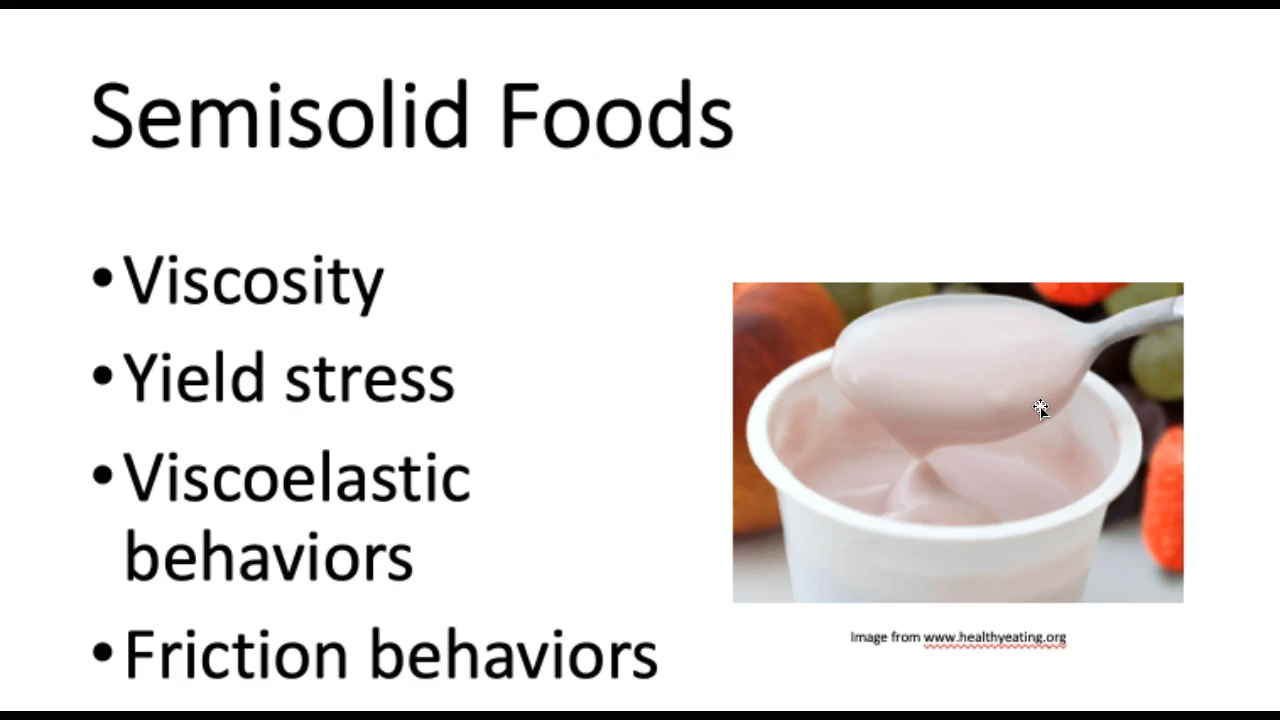 Semisolid Foods
• Viscosity
• Yield stress
• Viscoelastic
behaviors
• Friction behaviors
Image from www.healthyeating.org